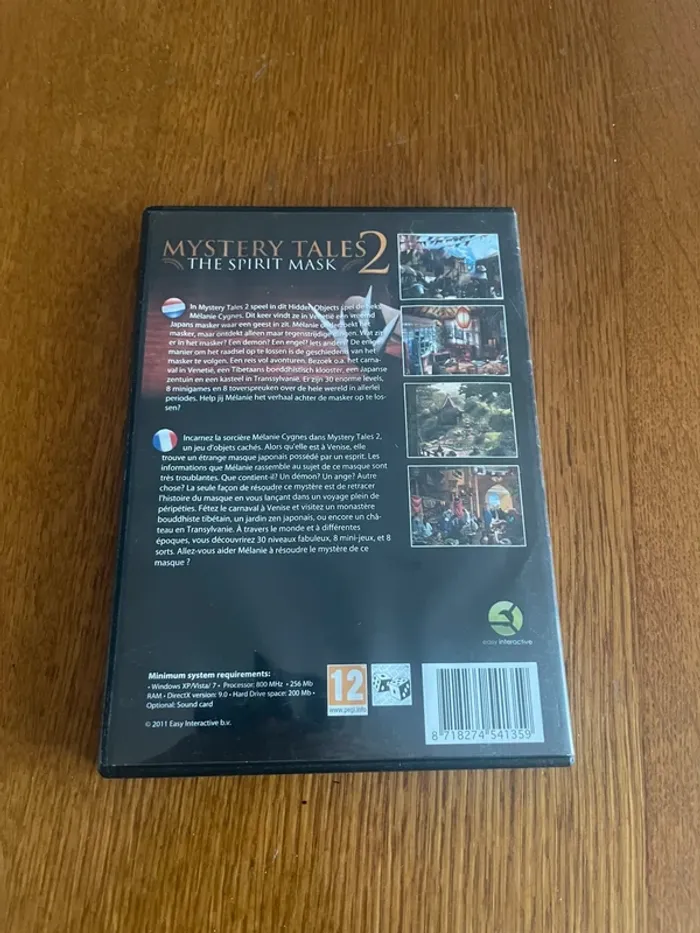 MYSTERY TALES 2
THE SPIRIT MASK
In Mystery Tales 2 speel in dit Hidden Objects spel de heks
Mélanie Cygnes. Dit keer vindt ze in Venetië een vreemd
Japans masker waar een geest in zit. Mélanie onderzoekt het
masker, maar ontdekt alleen maar tegenstrijdige dingen. Wat zit
er in het masker? Een demon? Een engel? Iets anders? De enige
manier om het raadsel op te lossen is de geschiedenis van het
masker te volgen. Een reis vol avonturen. Bezoek o.a. het carna-
val in Venetië, een Tibetaans boeddhistisch klooster, een Japanse
zentuin en een kasteel in Transylvanië. Er zijn 30 enorme levels,
8 minigames en 8 toverspreuken over de hele wereld in allerlei
periodes. Help jij Mélanie het verhaal achter de masker op te los-
sen?
Incarnez la sorcière Mélanie Cygnes dans Mystery Tales 2,
un jeu d'objets cachés. Alors qu'elle est à Venise, elle
trouve un étrange masque japonais possédé par un esprit. Les
informations que Mélanie rassemble au sujet de ce masque sont
très troublantes. Que contient-il? Un démon? Un ange? Autre
chose? La seule façon de résoudre ce mystère est de retracer
l'histoire du masque en vous lançant dans un voyage plein de
péripéties. Fêtez le carnaval à Venise et visitez un monastère
bouddhiste tibétain, un jardin zen japonais, ou encore un châ-
teau en Transylvanie. À travers le monde et à différentes
époques, vous découvrirez 30 niveaux fabuleux, 8 mini-jeux, et 8
sorts. Allez-vous aider Mélanie à résoudre le mystère de ce
masque ?
easy interactive
Minimum system requirements:
• Windows XP/Vista/ 7 • Processor: 800 MHz • 256 Mb
RAM • DirectX version: 9.0 • Hard Drive space: 200 Mb •
Optional: Sound card
© 2011 Easy Interactive b.v.
12
www.pegi.info
8 718274 541359